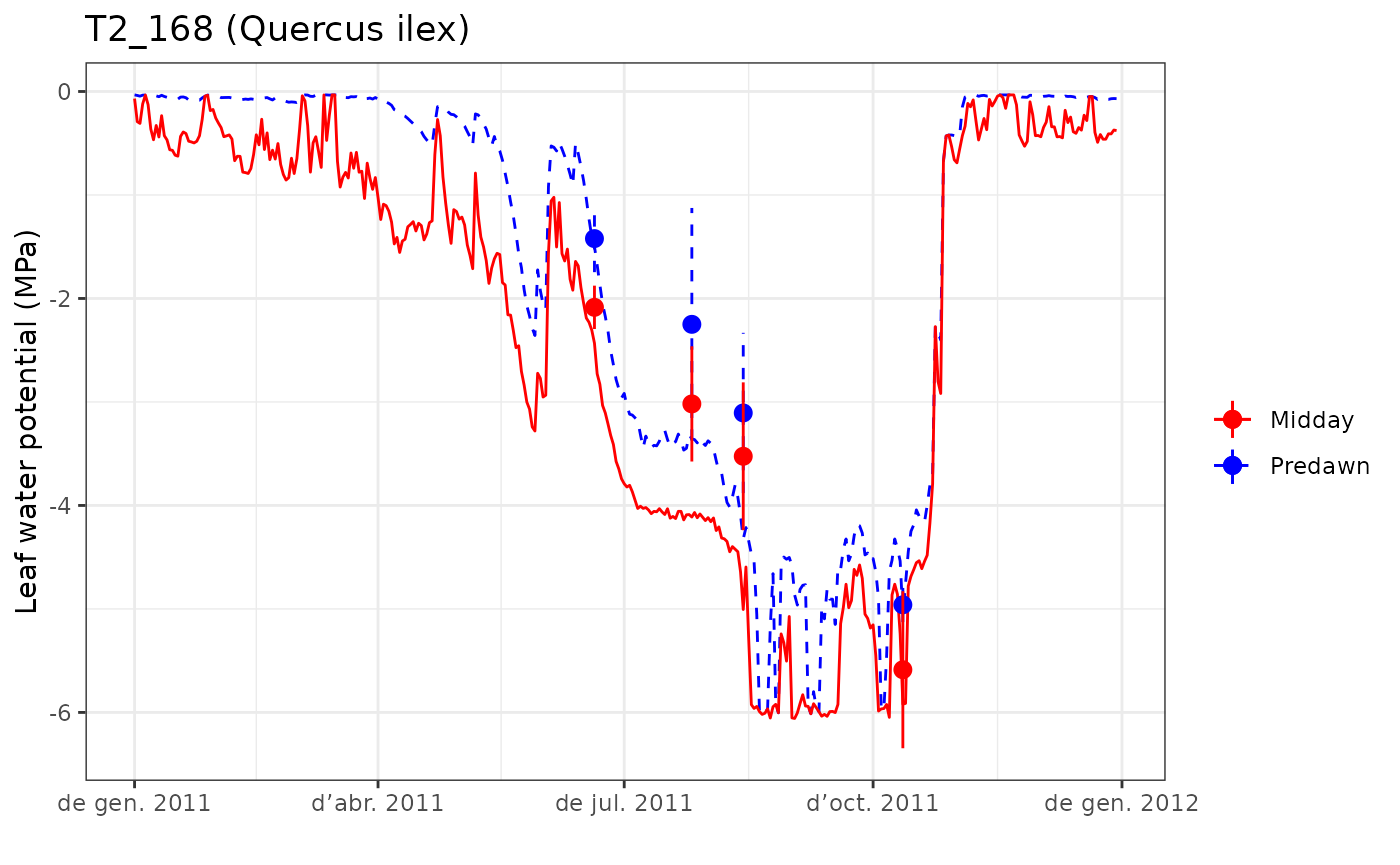 T2_168 (Quercus ilex)
Leaf water potential (MPa)
0
-2
-4
-6
de gen. 2011
d’abr. 2011
de jul. 2011
d’oct. 2011
de gen. 2012
Midday
Predawn